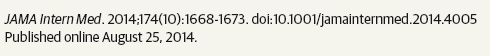 JAMA Intern Med. 2014;174(10):1668-1673. doi:10.1001/jamainternmed.2014.4005
Published online August 25, 2014.